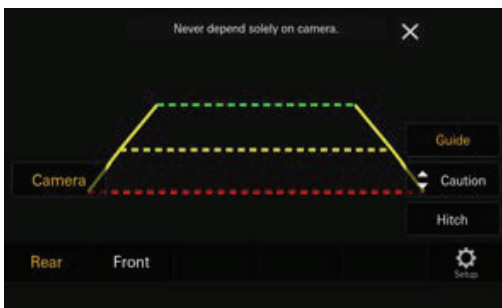 Never depend solely on camera.
Guide
Camera
Caution
Hitch
Rear
Front
Setup